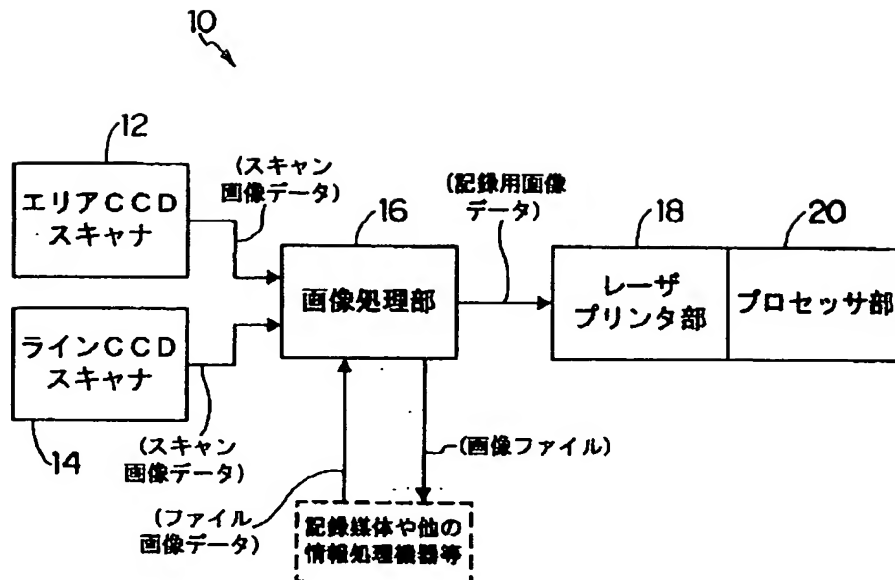 10
12
エリアCCD
スキャナ
(スキャン
画像データ)
16
画像処理部
(記録用画像
データ)
18
レーザ
プリンタ部
20
プロセッサ部
ラインCCD
スキャナ
14
(スキャン
画像データ)
(ファイル
画像データ)
(画像ファイル)
記録媒体や他の
情報処理機器等